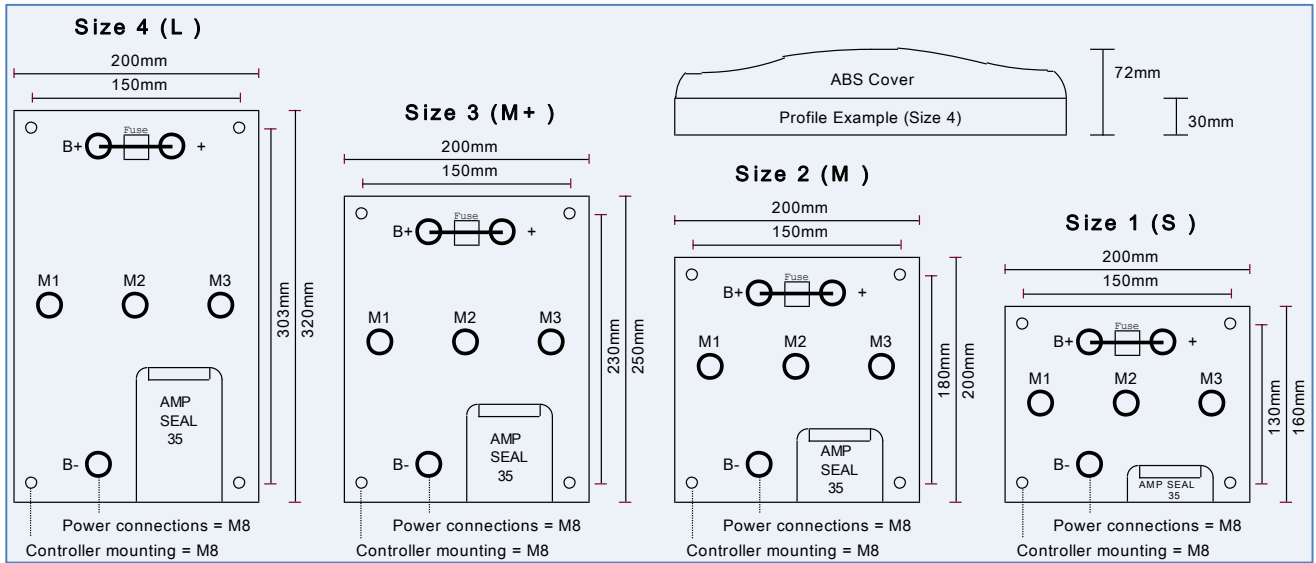 Size 4 (L )
200mm
150mm
Fuse
B+
+
M1
M2
M3
303mm
320mm
AMP
SEAL
35
B-
Power connections = M8
Controller mounting = M8
Size 3 (M+ )
200mm
150mm
Fuse
B+
+
M1
M2
M3
230mm
250mm
AMP
SEAL
35
B-
Power connections = M8
Controller mounting = M8
ABS Cover
Profile Example (Size 4)
72mm
30mm
Size 2 (M )
200mm
150mm
Fuse
B+
+
M1
M2
M3
180mm
200mm
AMP
SEAL
35
B-
Power connections = M8
Controller mounting = M8
Size 1 (S )
200mm
150mm
Fuse
B+
+
M1
M2
M3
130mm
160mm
B-
AMP SEAL
35
Power connections = M8
Controller mounting = M8